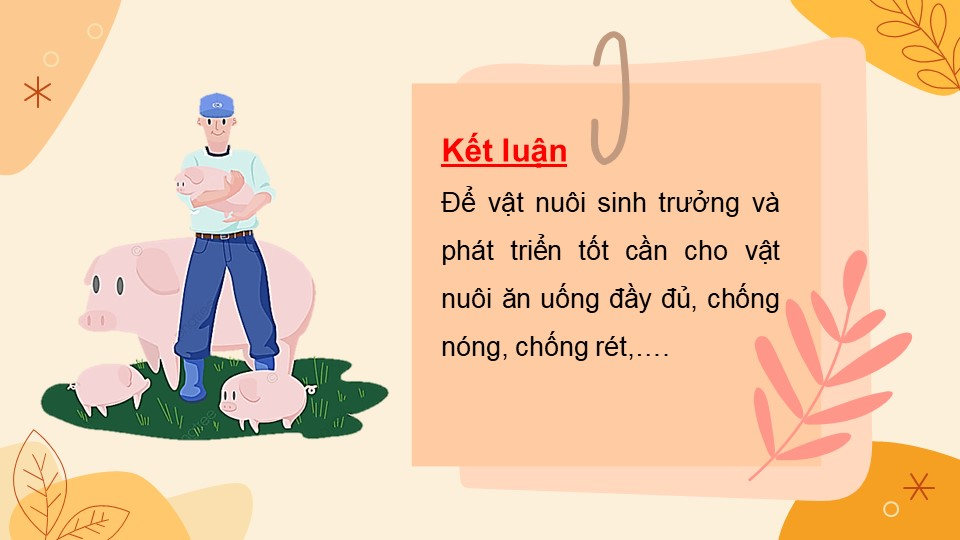 Kết luận
Để vật nuôi sinh trưởng và
phát triển tốt cần cho vật
nuôi ăn uống đầy đủ, chống
nóng, chống rét,….